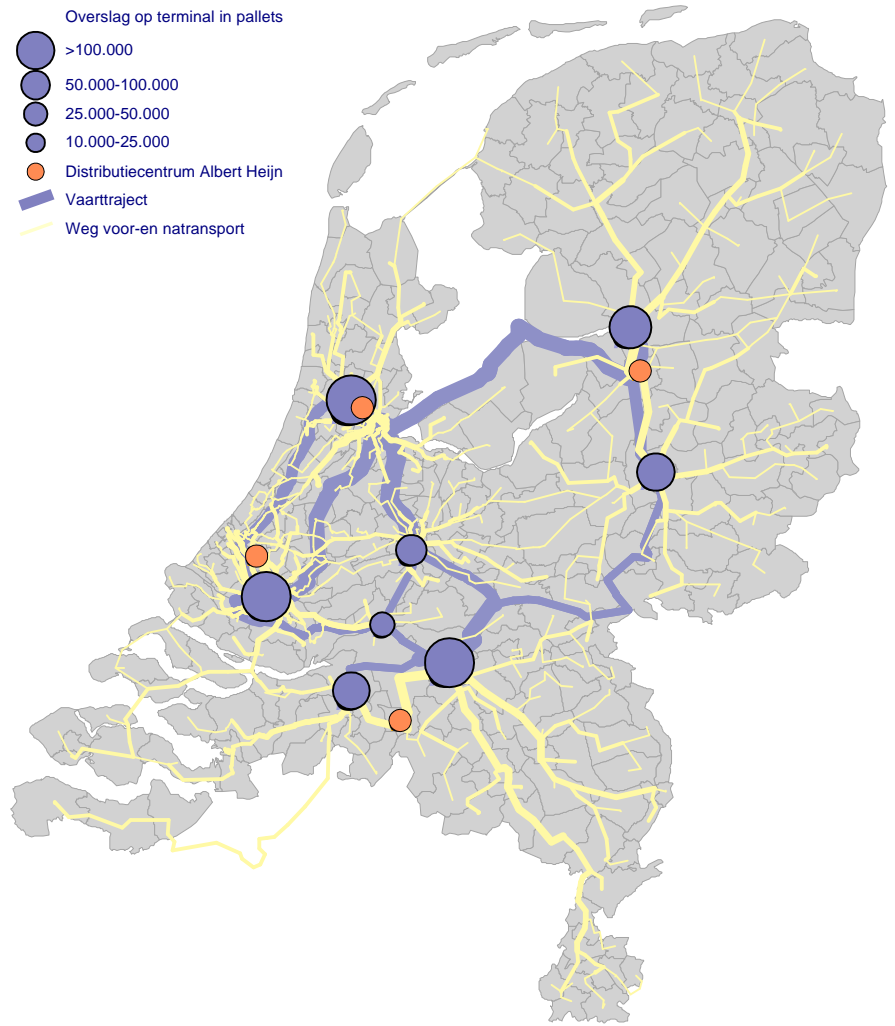 Overslag op terminal in pallets
>100.000
50.000-100.000
25.000-50.000
10.000-25.000
Distributiecentrum Albert Heijn
Vaarttraject
Weg voor-en natransport